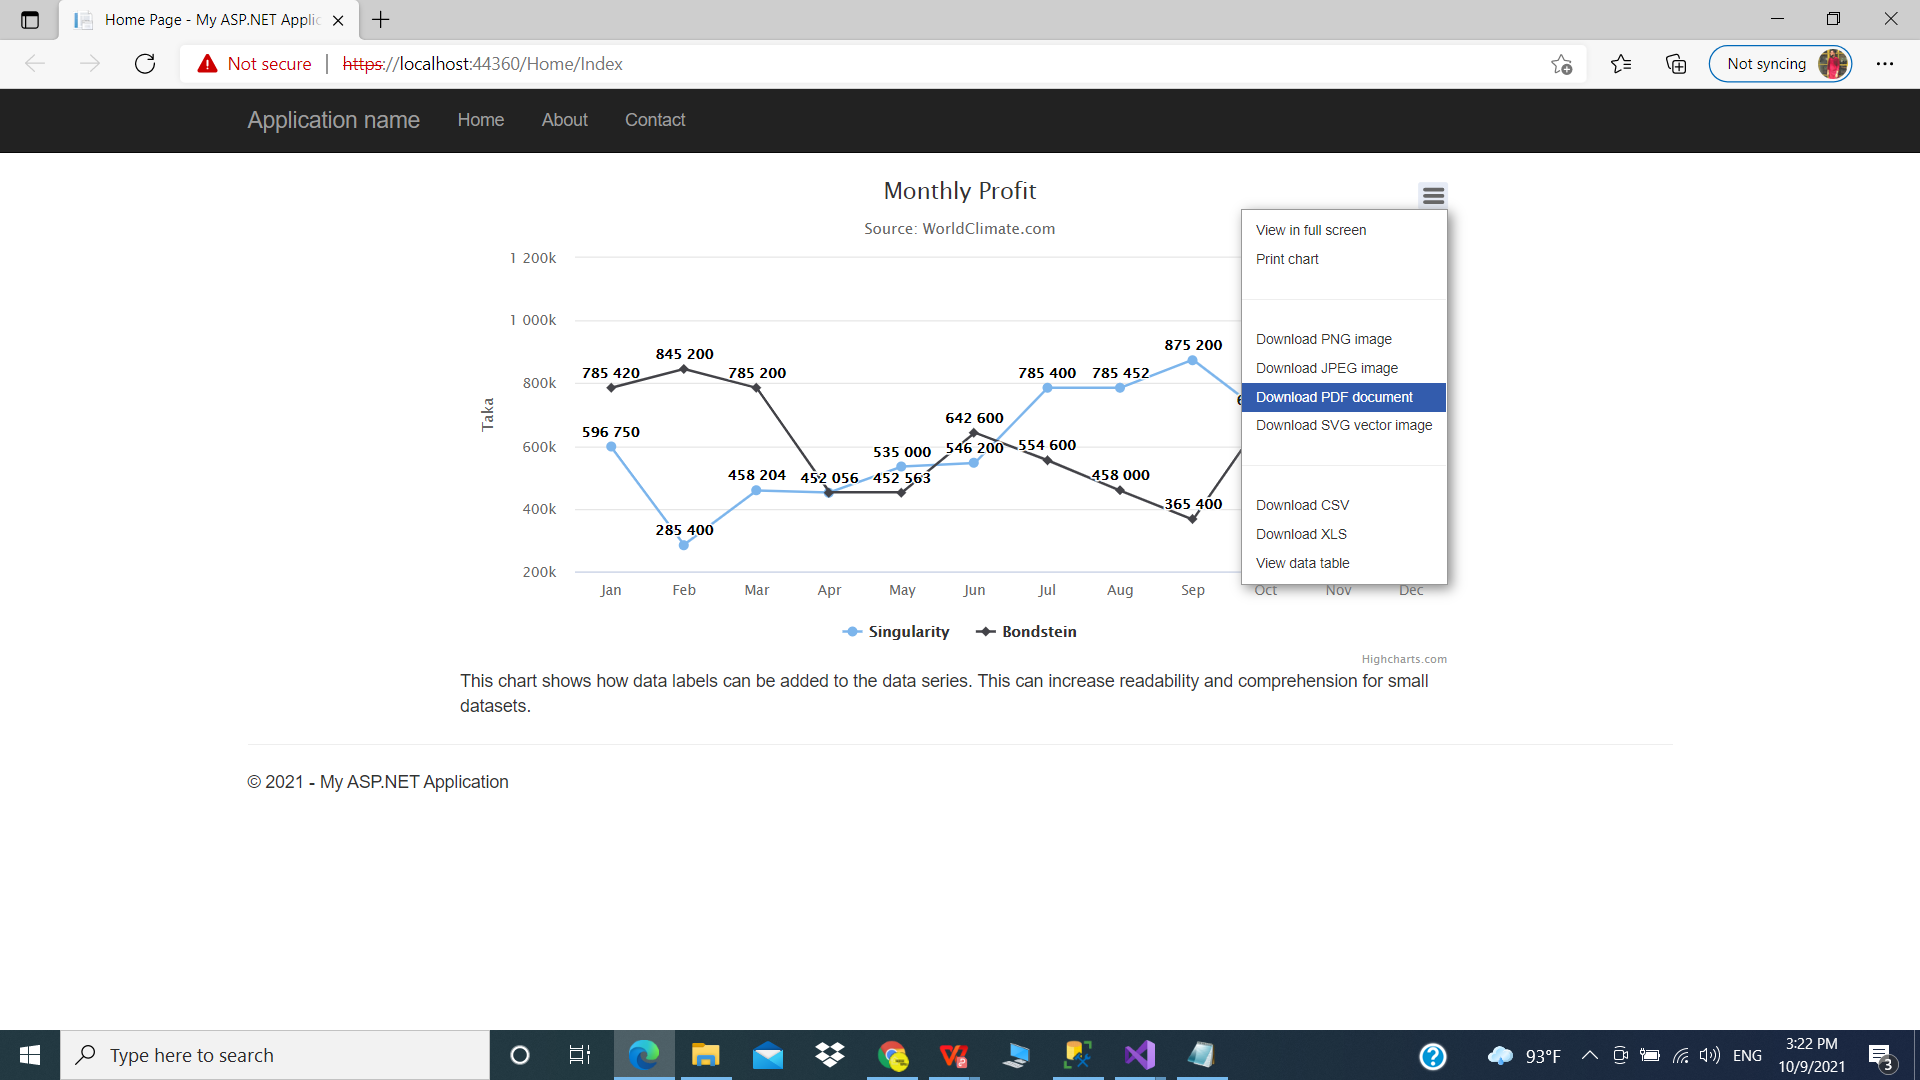 Home Page - My ASP.NET Applic
Not secure
https://localhost:44360/Home/Index
Not syncing
Application name
Home
About
Contact
Monthly Profit
Source: WorldClimate.com
View in full screen
Print chart
Download PNG image
Download JPEG image
Download PDF document
Download SVG vector image
Download CSV
Download XLS
View data table
Taka
1 200k
1 000k
800k
600k
400k
200k
785 420
845 200
785 200
596 750
285 400
458 204
452 056
452 563
535 000
642 600
546 200
785 400
554 600
785 452
458 000
875 200
365 400
Jan
Feb
Mar
Apr
May
Jun
Jul
Aug
Sep
Oct
Nov
Dec
Singularity
Bondstein
Highcharts.com
This chart shows how data labels can be added to the data series. This can increase readability and comprehension for small
datasets.
© 2021 - My ASP.NET Application
Type here to search
93°F
ENG
3:22 PM
10/9/2021
3